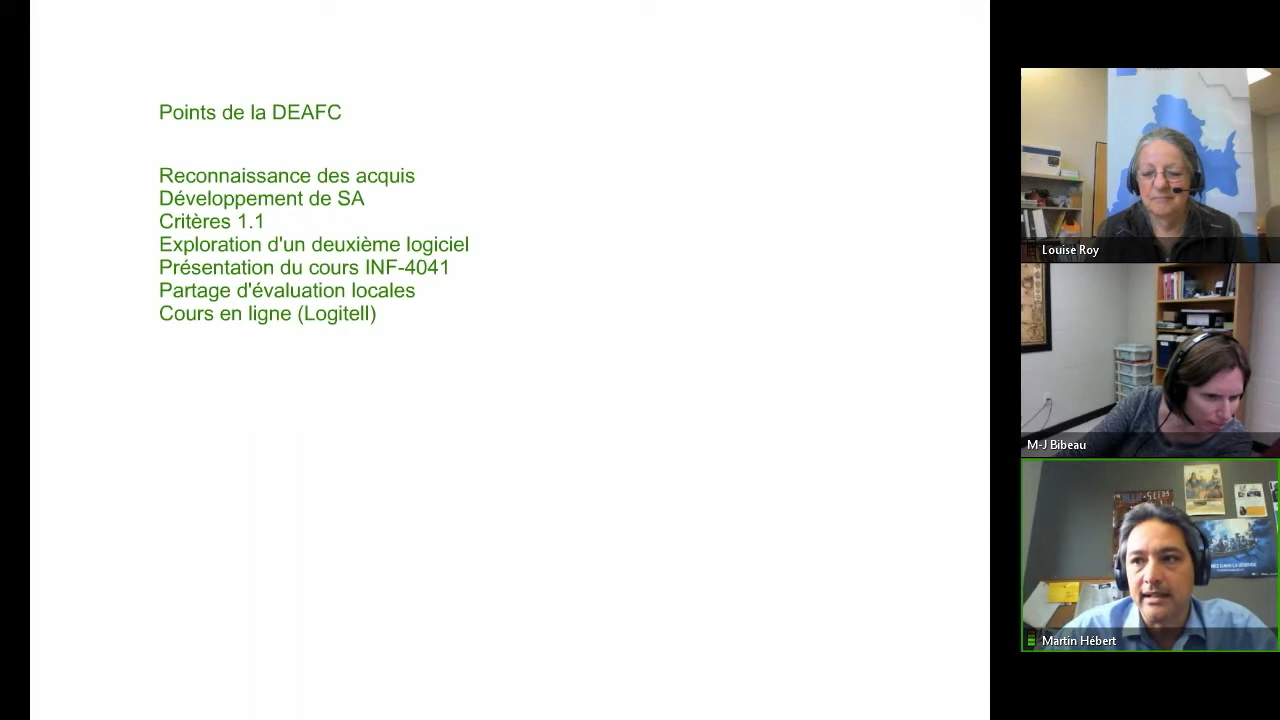 Points de la DEAFC
Reconnaissance des acquis
Développement de SA
Critères 1.1
Exploration d'un deuxième logiciel
Présentation du cours INF-4041
Partage d'évaluation locales
Cours en ligne (Logitell)
Louise Roy
M-J Bibeau
Martin Hébert